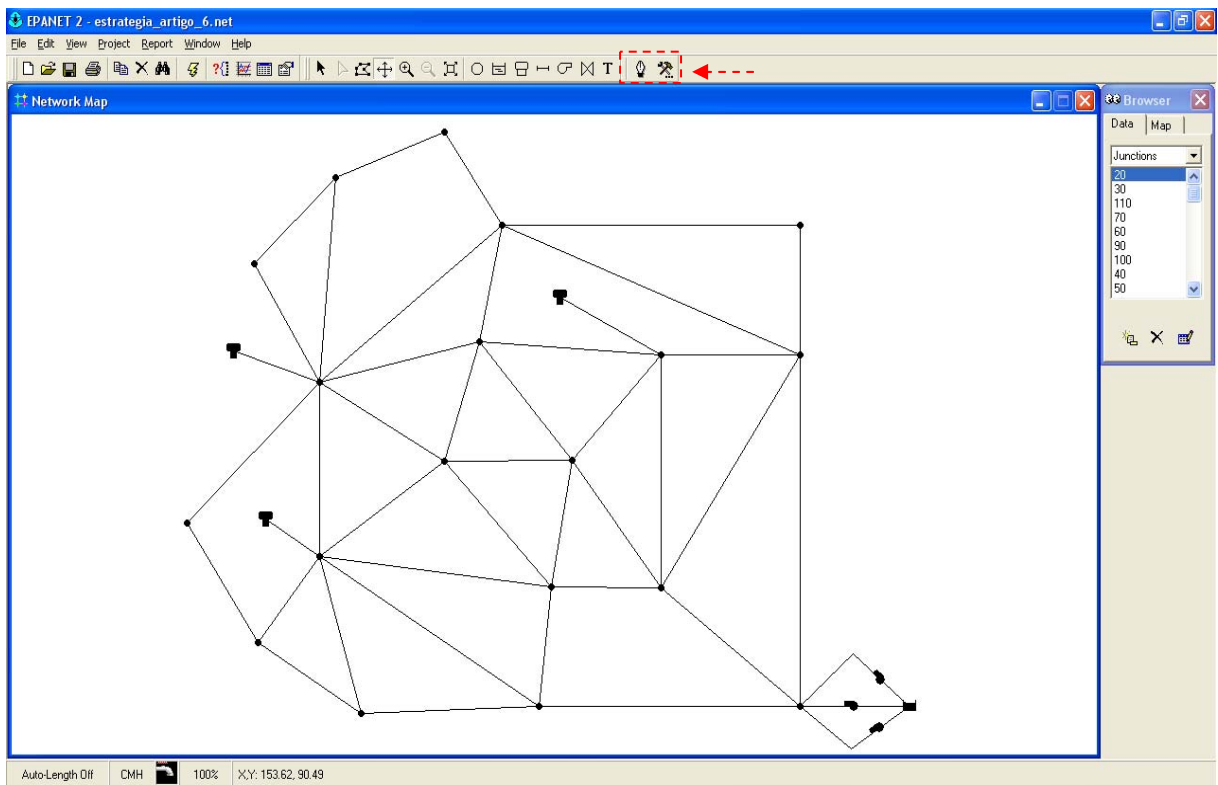 EPANET 2 - estrategia_artigo_6.net
File Edit View Project Report Window Help
T
Network Map
Browser
Data Map
Junctions
20
30
110
70
60
90
100
40
50
Auto-Length Off CMH 100% X,Y: 153.62, 90.49